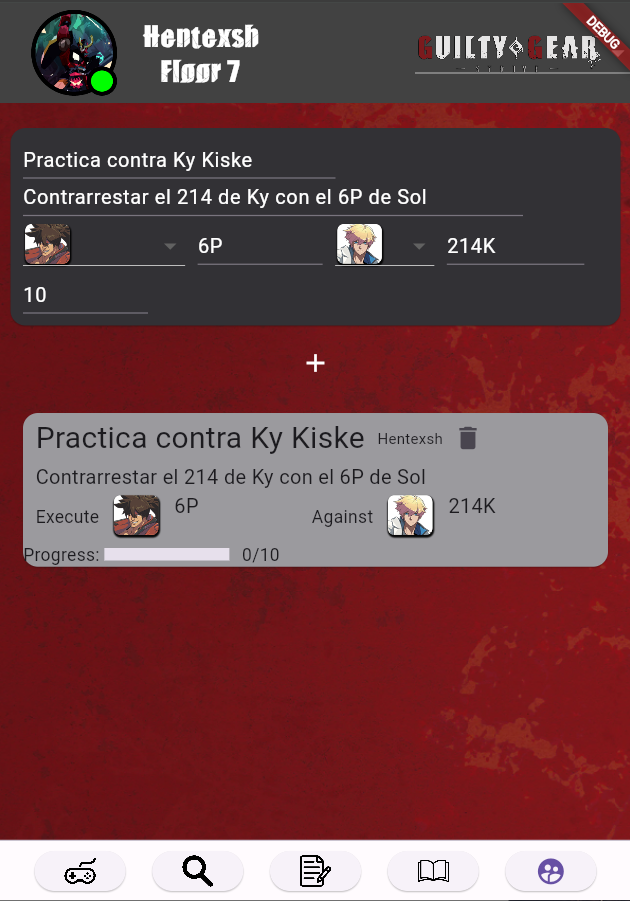 Hentexsh
Floor 7
GUILTY GEAR
DEBUG
Practica contra Ky Kiske
Contrarrestar el 214 de Ky con el 6P de Sol
6P 214K
10
+
Practica contra Ky Kiske Hentexsh
Contrarrestar el 214 de Ky con el 6P de Sol
Execute 6P Against 214K
Progress: 0/10